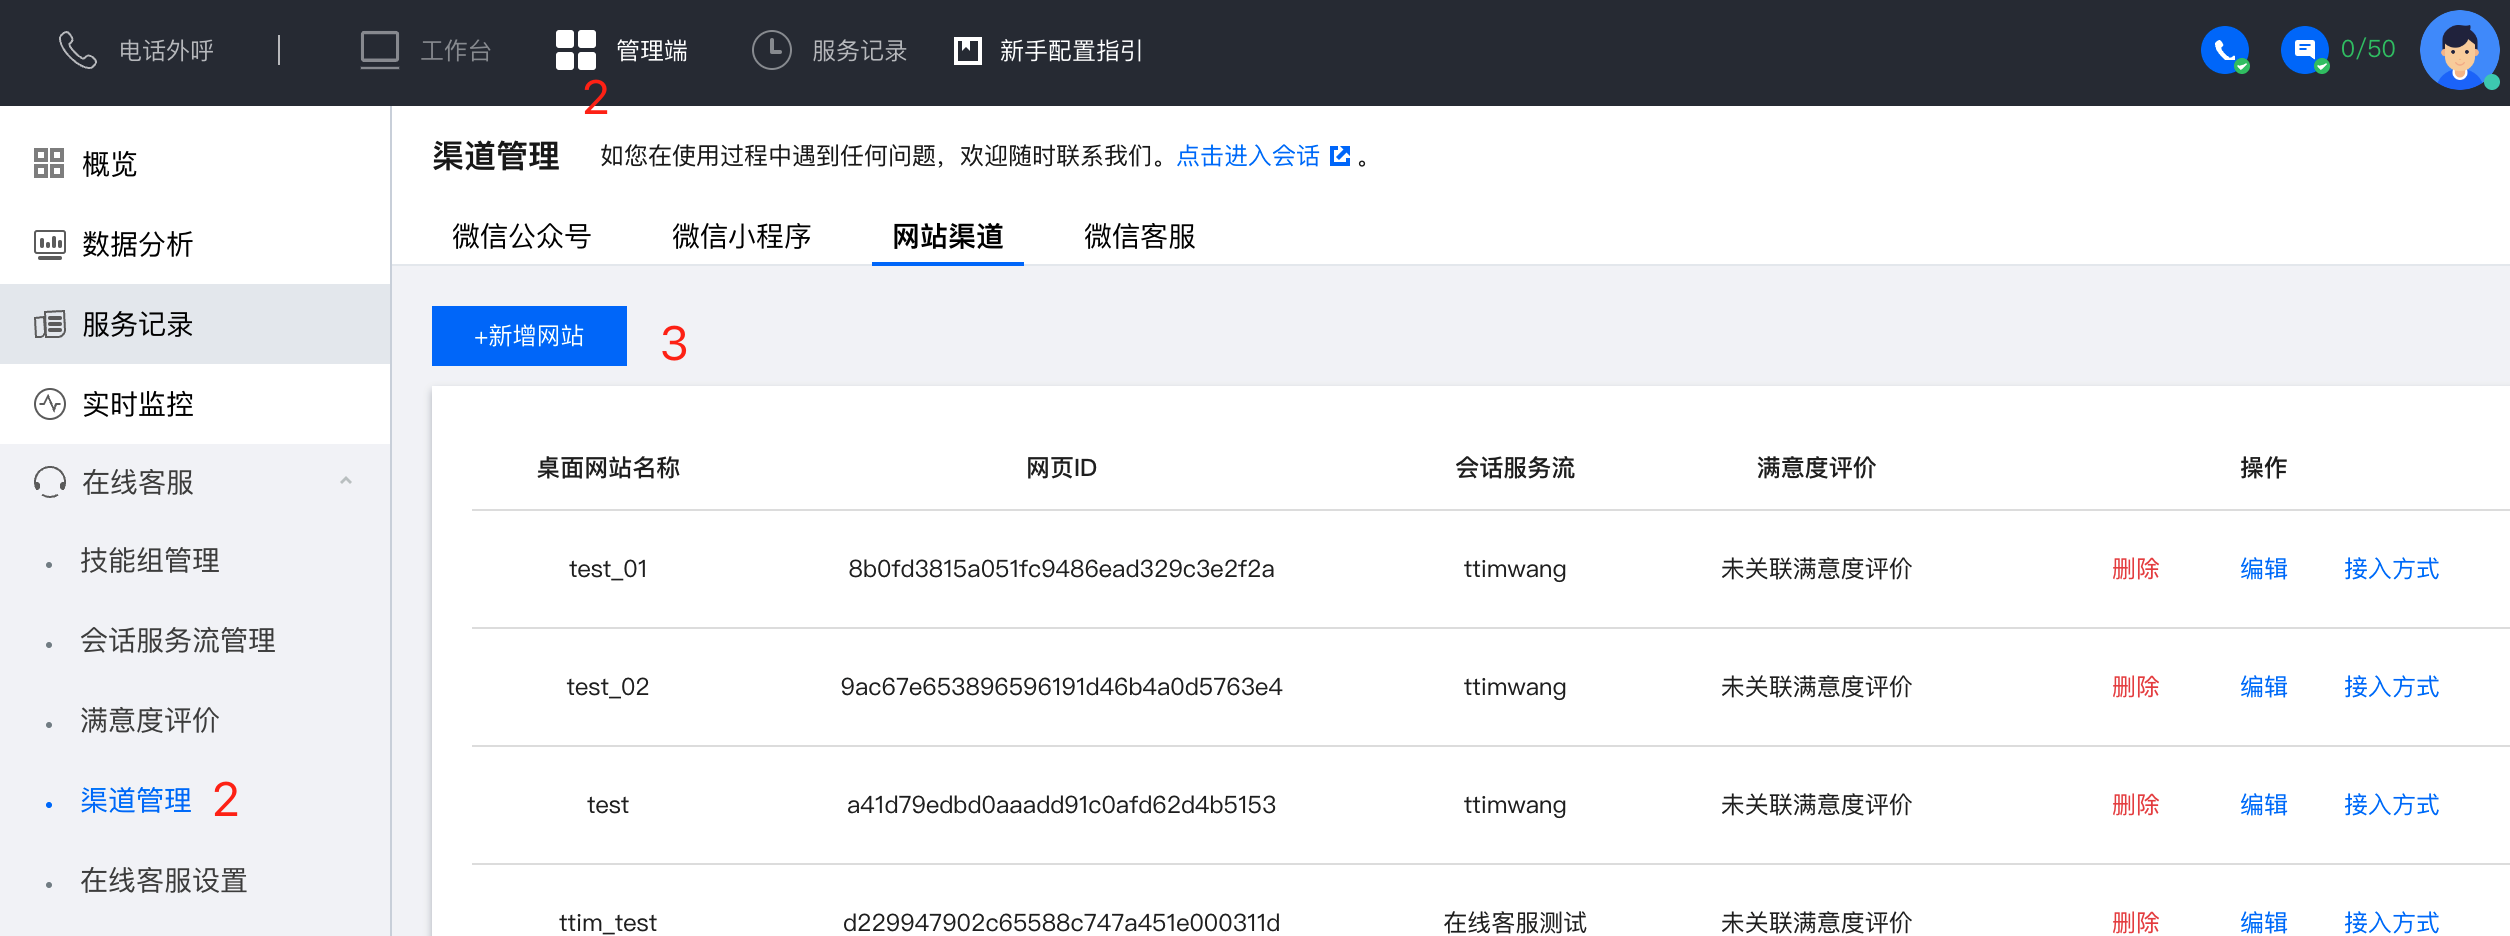 电话外呼 工作台 管理端 服务记录 新手配置指引 0/50
2
概览
数据分析
服务记录
实时监控
在线客服
技能组管理
会话服务流管理
满意度评价
渠道管理 2
在线客服设置
渠道管理 如您在使用过程中遇到任何问题，欢迎随时联系我们。点击进入会话 。
微信公众号 微信小程序 网站渠道 微信客服
+新增网站 3
桌面网站名称 网页ID 会话服务流 满意度评价 操作
test_01 8b0fd3815a051fc9486ead329c3e2f2a ttimwang 未关联满意度评价 删除 编辑 接入方式
test_02 9ac67e653896596191d46b4a0d5763e4 ttimwang 未关联满意度评价 删除 编辑 接入方式
test a41d79edbd0aaadd91c0afd62d4b5153 ttimwang 未关联满意度评价 删除 编辑 接入方式
ttim_test d229947902c65588c747a451e000311d 在线客服测试 未关联满意度评价 删除 编辑 接入方式